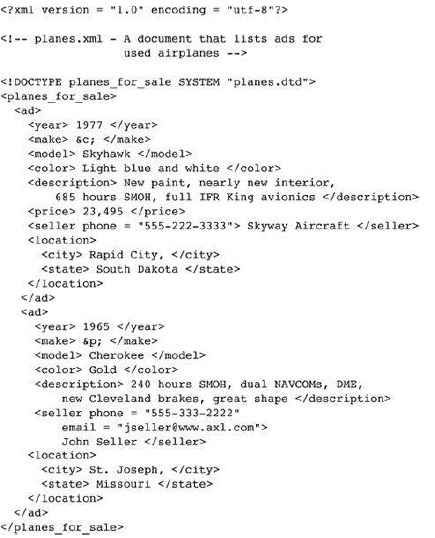 <?xml version = "1.0" encoding = "utf-8"?>
<!-- planes.xml - A document that lists ads for
used airplanes -->
<!DOCTYPE planes_for_sale SYSTEM "planes.dtd">
<planes_for_sale>
<ad>
<year> 1977 </year>
<make> &c; </make>
<model> Skyhawk </model>
<color> Light blue and white </color>
<description> New paint, nearly new interior,
685 hours SMOH, full IFR King avionics </description>
<price> 23,495 </price>
<seller phone = "555-222-3333"> Skyway Aircraft </seller>
<location>
<city> Rapid City, </city>
<state> South Dakota </state>
</location>
</ad>
<ad>
<year> 1965 </year>
<make> &p; </make>
<model> Cherokee </model>
<color> Gold </color>
<description> 240 hours SMOH, dual NAVCOMs, DME,
new Cleveland brakes, great shape </description>
<seller phone = "555-333-2222"
email = "jseller@www.axl.com">
John Seller </seller>
<location>
<city> St. Joseph, </city>
<state> Missouri </state>
</location>
</ad>
</planes_for_sale>